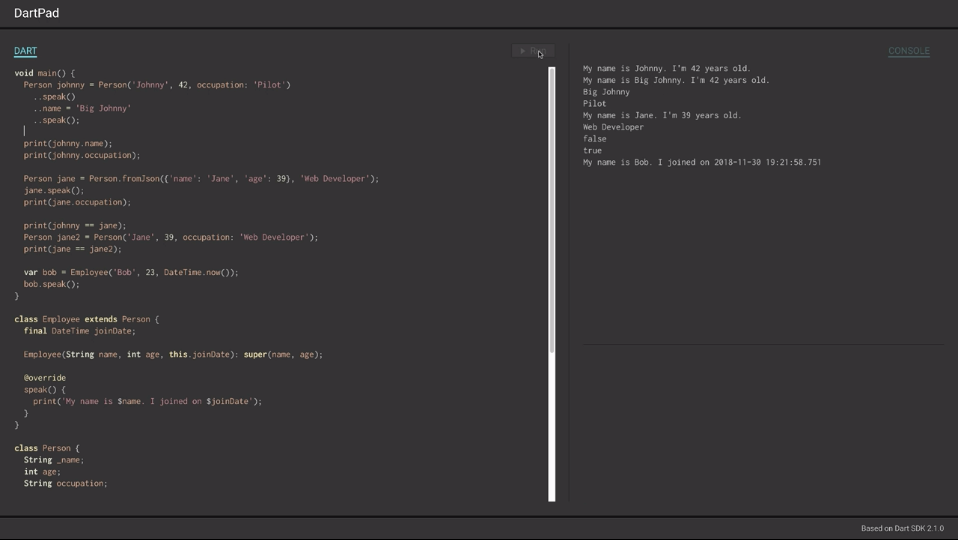 DartPad
DART
Run
CONSOLE
void main() {
Person johnny = Person('Johnny', 42, occupation: 'Pilot')
..speak()
..name = 'Big Johnny'
..speak();
print(johnny.name);
print(johnny.occupation);
Person jane = Person.fromJson({'name': 'Jane', 'age': 39}, 'Web Developer');
jane.speak();
print(jane.occupation);
print(johnny == jane);
Person jane2 = Person('Jane', 39, occupation: 'Web Developer');
print(jane == jane2);
var bob = Employee('Bob', 23, DateTime.now());
bob.speak();
}
class Employee extends Person {
final DateTime joinDate;
Employee(String name, int age, this.joinDate): super(name, age);
@override
speak() {
print('My name is $name. I joined on $joinDate');
}
}
class Person {
String _name;
int age;
String occupation;
My name is Johnny. I'm 42 years old.
My name is Big Johnny. I'm 42 years old.
Big Johnny
Pilot
My name is Jane. I'm 39 years old.
Web Developer
false
true
My name is Bob. I joined on 2018-11-30 19:21:58.751
Based on Dart SDK 2.1.0